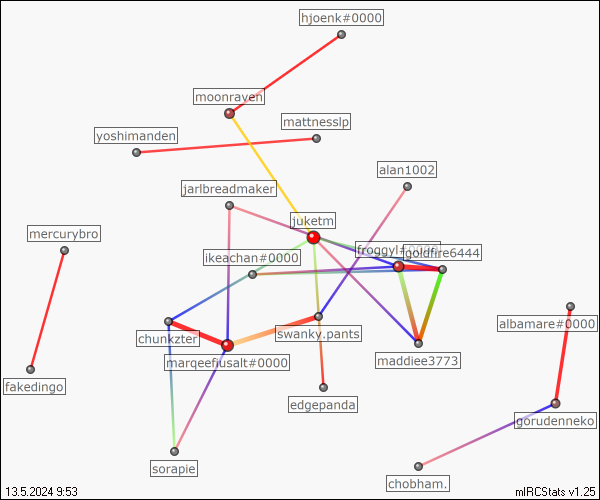 hjoenk#0000
moonraven
mattnesslp
yoshimanden
alan1002
jarlbreadmaker
juketm
mercurybro
froggyl
goldfire6444
ikeachan#0000
albamare#0000
chunkzter
swanky.pants
marqeefiusalt#0000
maddiee3773
fakedingo
edgepanda
gorudenneko
sorapie
chobham.
13.5.2024 9:53
mIRCStats v1.25